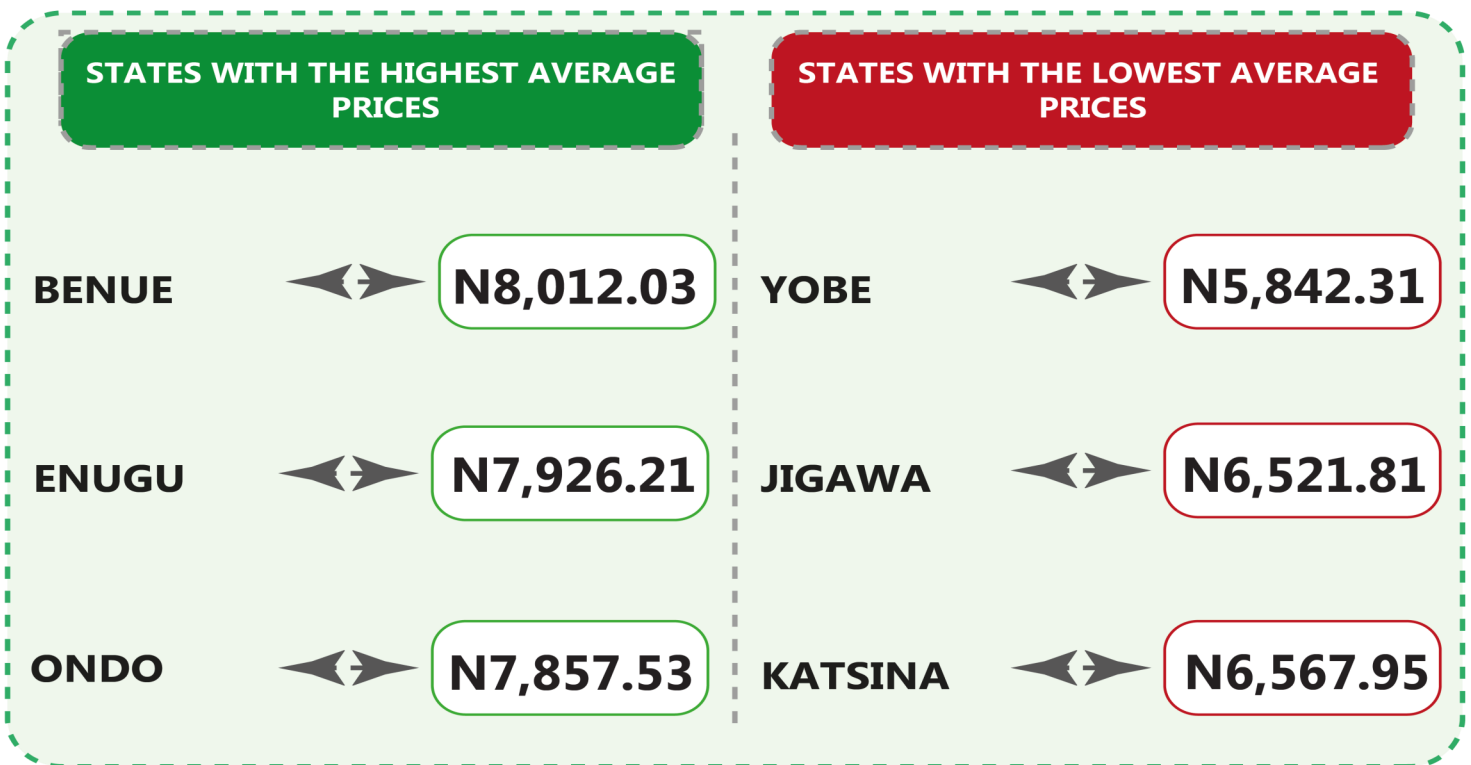 STATES WITH THE HIGHEST AVERAGE
PRICES
BENUE N8,012.03
ENUGU N7,926.21
ONDO N7,857.53
STATES WITH THE LOWEST AVERAGE
PRICES
YOBE N5,842.31
JIGAWA N6,521.81
KATSINA N6,567.95